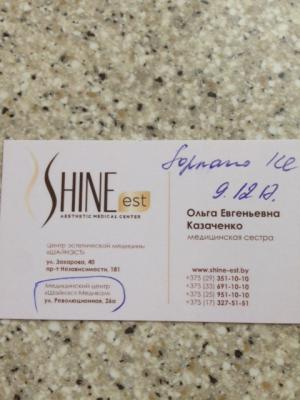 SHINE est
AESTHETIC MEDICAL CENTER
Центр эстетической медицины
«ШАЙНЭСТ»
ул. Захарова, 40
пр-т Независимости, 181
Медицинский центр
«Шайнэст Медикал»
ул. Революционная, 26а
Soprano ICE
9.12
Ольга Евгеньевна
Казаченко
медицинская сестра
www.shine-est.by
+375 (29) 351-10-10
+375 (33) 691-10-10
+375 (25) 951-10-10
+375 (17) 327-51-51